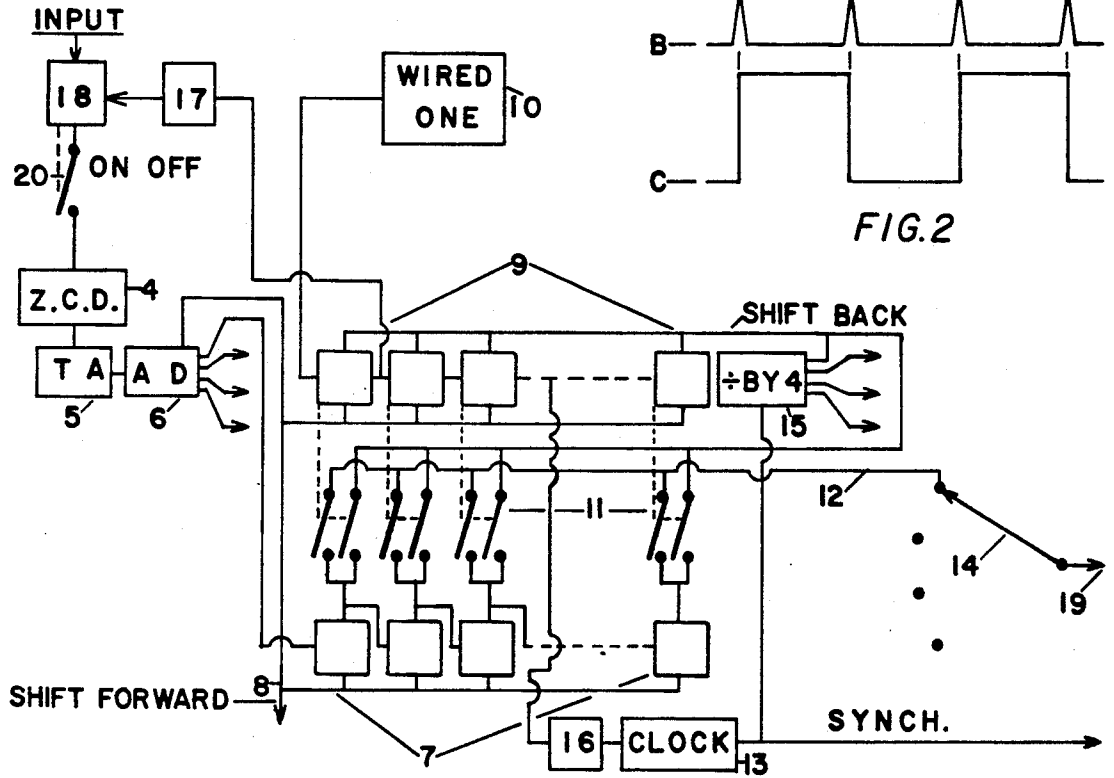 INPUT
18
17
WIRED
ONE
10
20
ON OFF
B
C
FIG.2
Z.C.D.
4
T A
A D
5
6
9
SHIFT BACK
÷BY 4
15
11
12
14
19
SHIFT FORWARD
8
7
16
CLOCK
13
SYNCH.